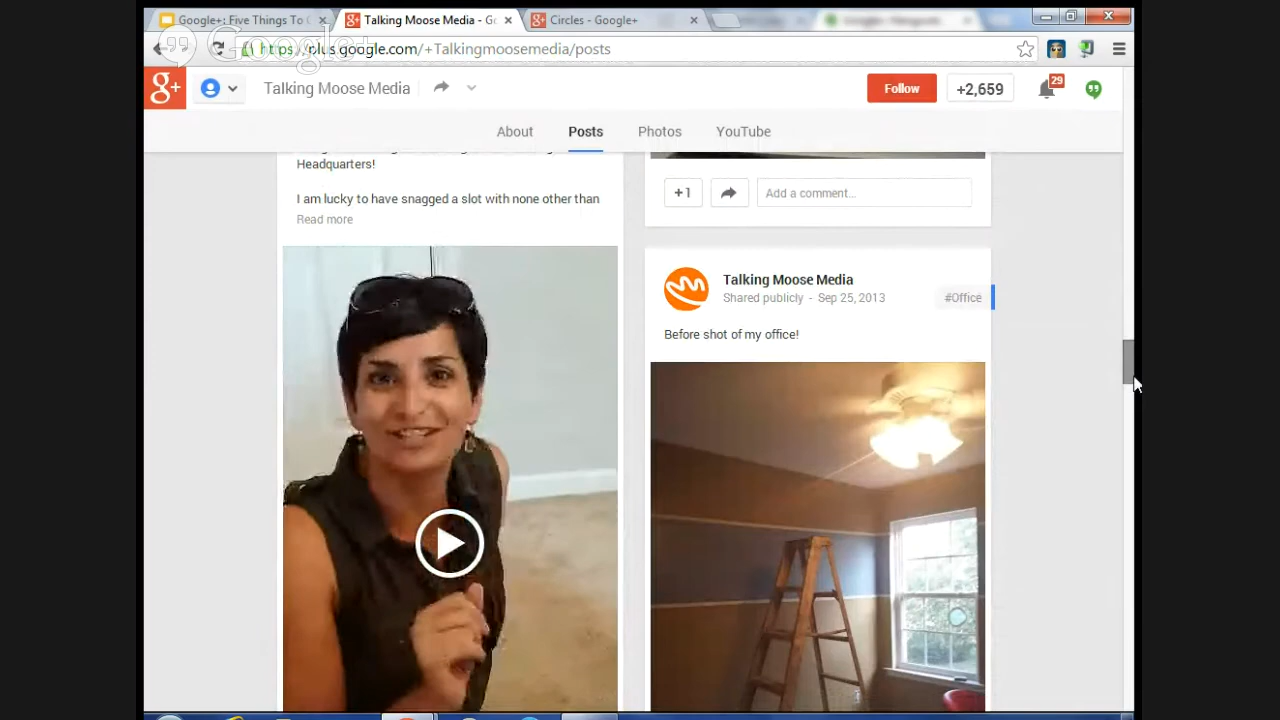 Google+: Five Things To
Talking Moose Media - Go
Circles - Google+
Google+
https://plus.google.com/+Talkingmoosemedia/posts
g+
Talking Moose Media
Follow
+2,659
29
About
Posts
Photos
YouTube
Headquarters!
I am lucky to have snagged a slot with none other than
Read more
+1
Add a comment...
Talking Moose Media
Shared publicly - Sep 25, 2013
#Office
Before shot of my office!